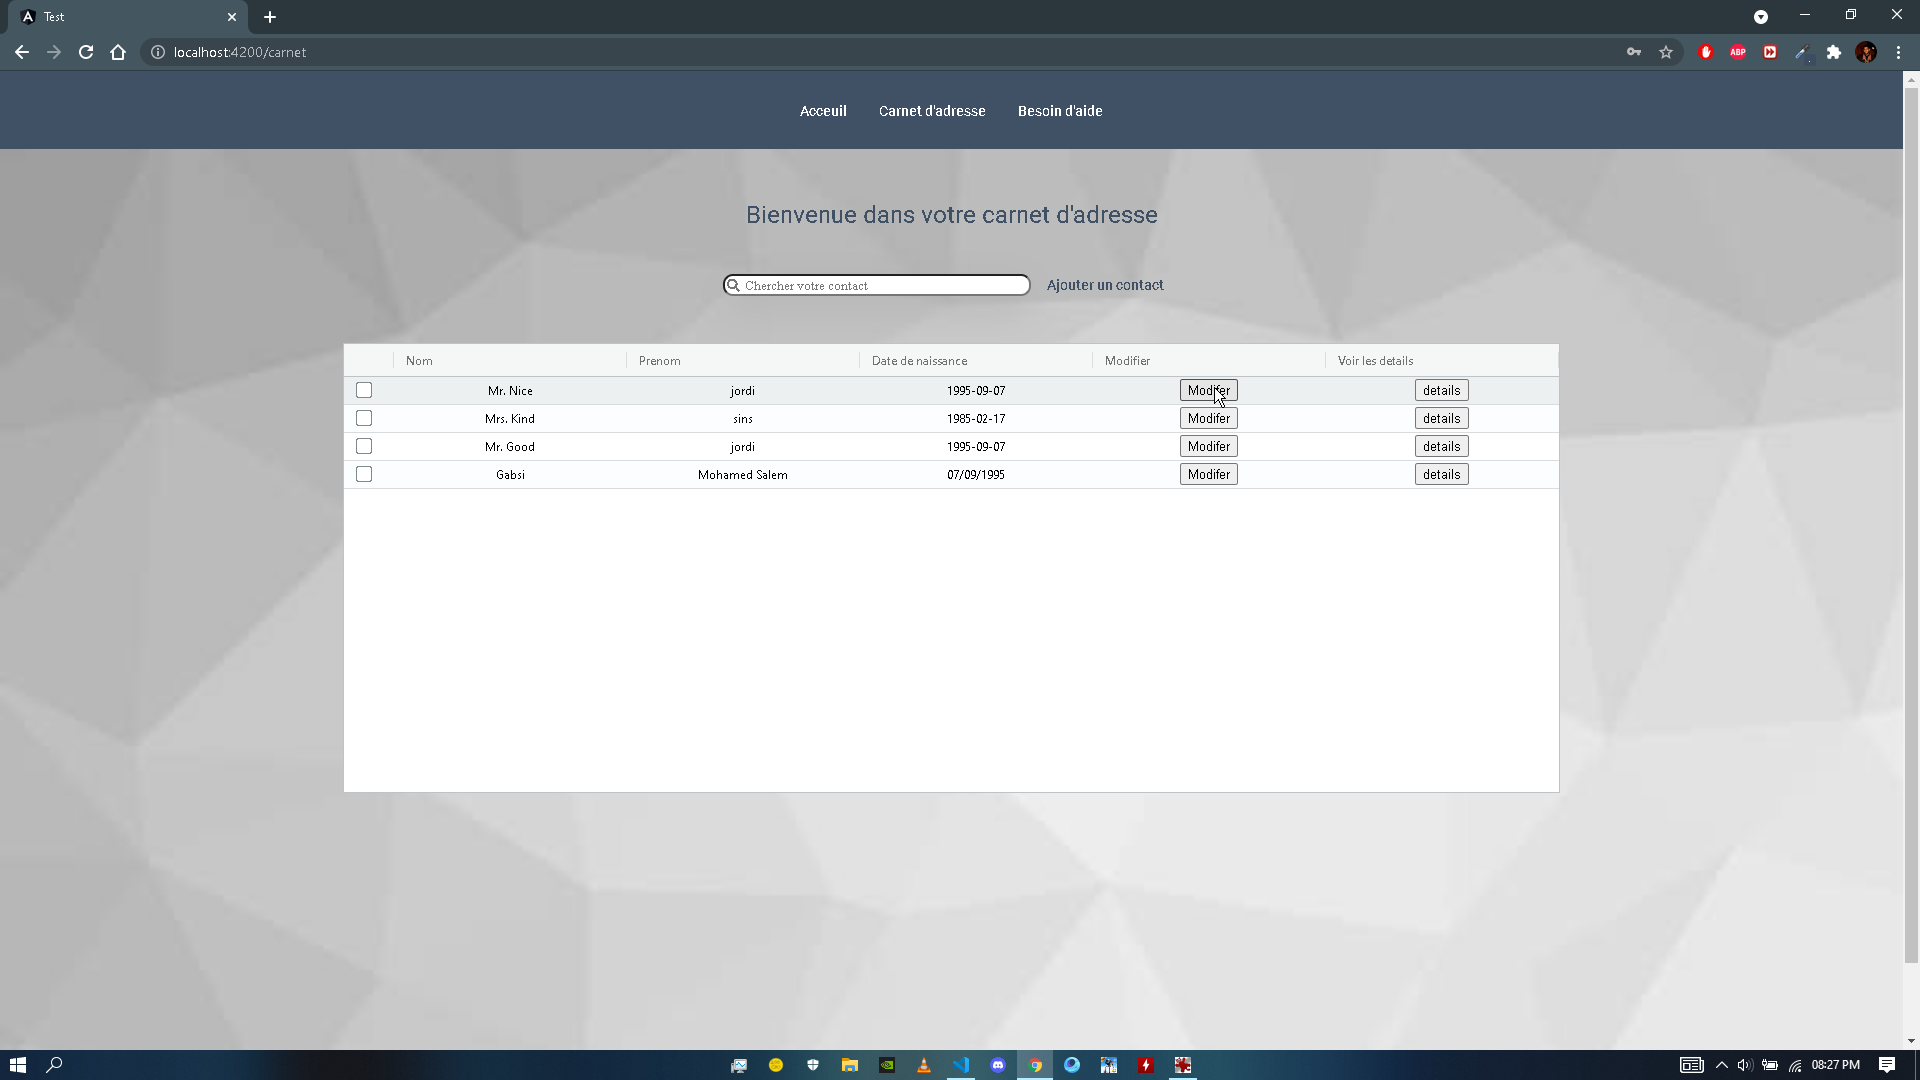 Test
localhost:4200/carnet
ABP
Acceuil Carnet d'adresse Besoin d'aide
Bienvenue dans votre carnet d'adresse
Chercher votre contact Ajouter un contact
Nom Prenom Date de naissance Modifier Voir les details
Mr. Nice jordi 1995-09-07 Modifer details
Mrs. Kind sins 1985-02-17 Modifer details
Mr. Good jordi 1995-09-07 Modifer details
Gabsi Mohamed Salem 07/09/1995 Modifer details
08:27 PM